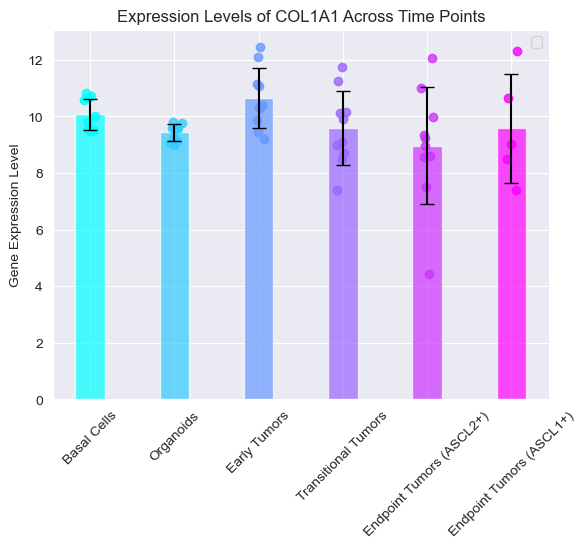 Expression Levels of COL1A1 Across Time Points
Gene Expression Level
12
10
8
6
4
2
0
Basal Cells
Organoids
Early Tumors
Transitional Tumors
Endpoint Tumors (ASCL2+)
Endpoint Tumors (ASCL1+)